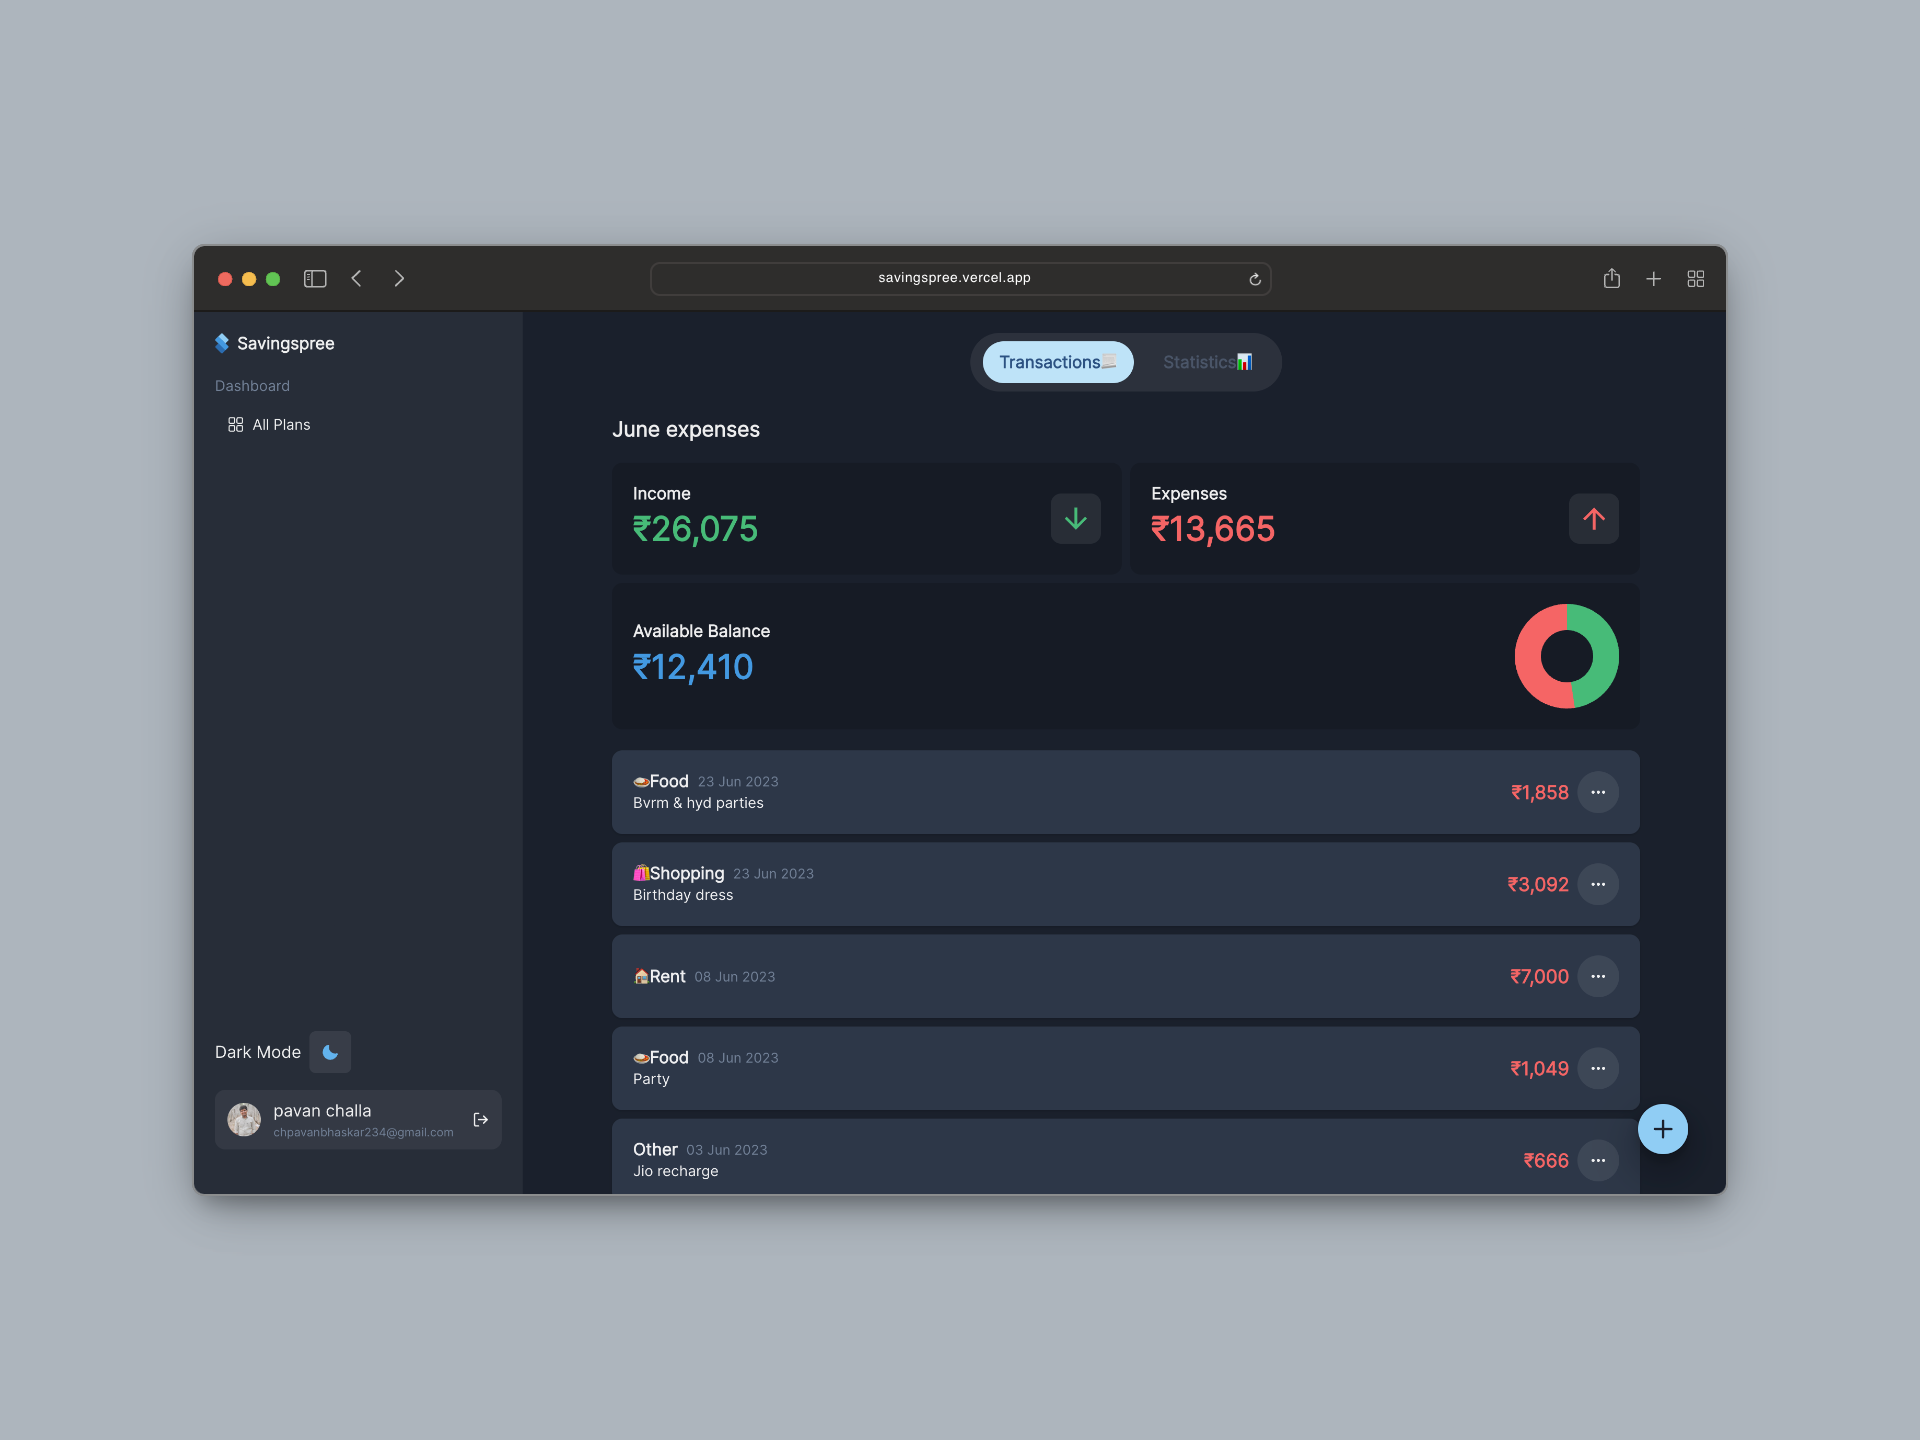 savingspree.vercel.app
Savingspree
Dashboard
All Plans
Dark Mode
pavan challa
chpavanbhaskar234@gmail.com
Transactions
Statistics
June expenses
Income
₹26,075
Expenses
₹13,665
Available Balance
₹12,410
Food 23 Jun 2023
Bvrm & hyd parties
₹1,858
Shopping 23 Jun 2023
Birthday dress
₹3,092
Rent 08 Jun 2023
₹7,000
Food 08 Jun 2023
Party
₹1,049
Other 03 Jun 2023
Jio recharge
₹666